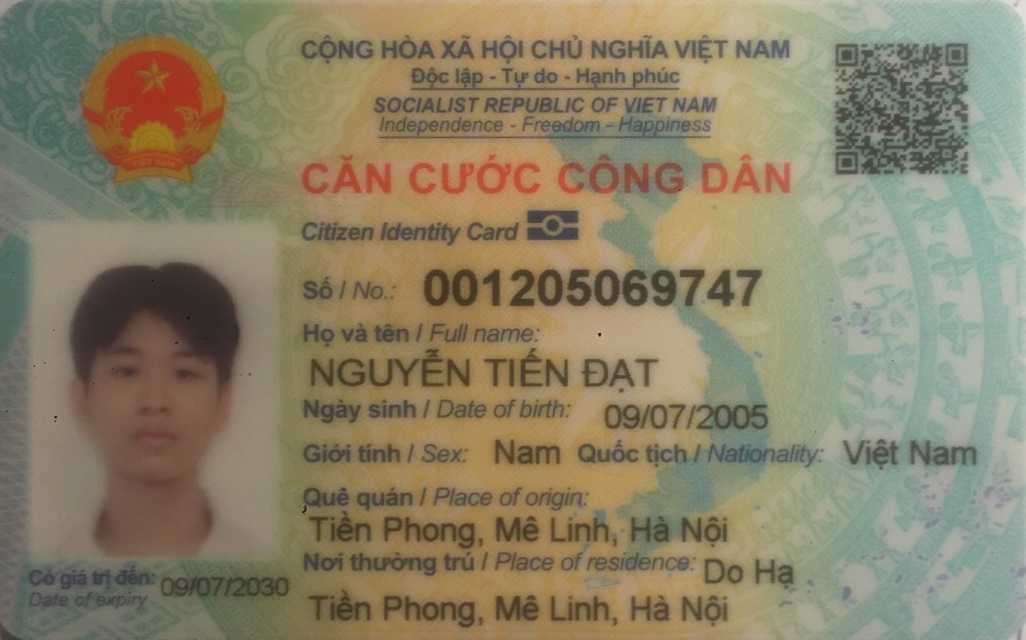 CỘNG HÒA XÃ HỘI CHỦ NGHĨA VIỆT NAM
Độc lập - Tự do - Hạnh phúc
SOCIALIST REPUBLIC OF VIET NAM
Independence - Freedom - Happiness
CĂN CƯỚC CÔNG DÂN
Citizen Identity Card
Số / No.: 001205069747
Họ và tên / Full name:
NGUYỄN TIẾN ĐẠT
Ngày sinh / Date of birth: 09/07/2005
Giới tính / Sex: Nam Quốc tịch / Nationality: Việt Nam
Quê quán / Place of origin:
Tiền Phong, Mê Linh, Hà Nội
Nơi thường trú / Place of residence: Do Hạ
Tiền Phong, Mê Linh, Hà Nội
Có giá trị đến: 09/07/2030
Date of expiry